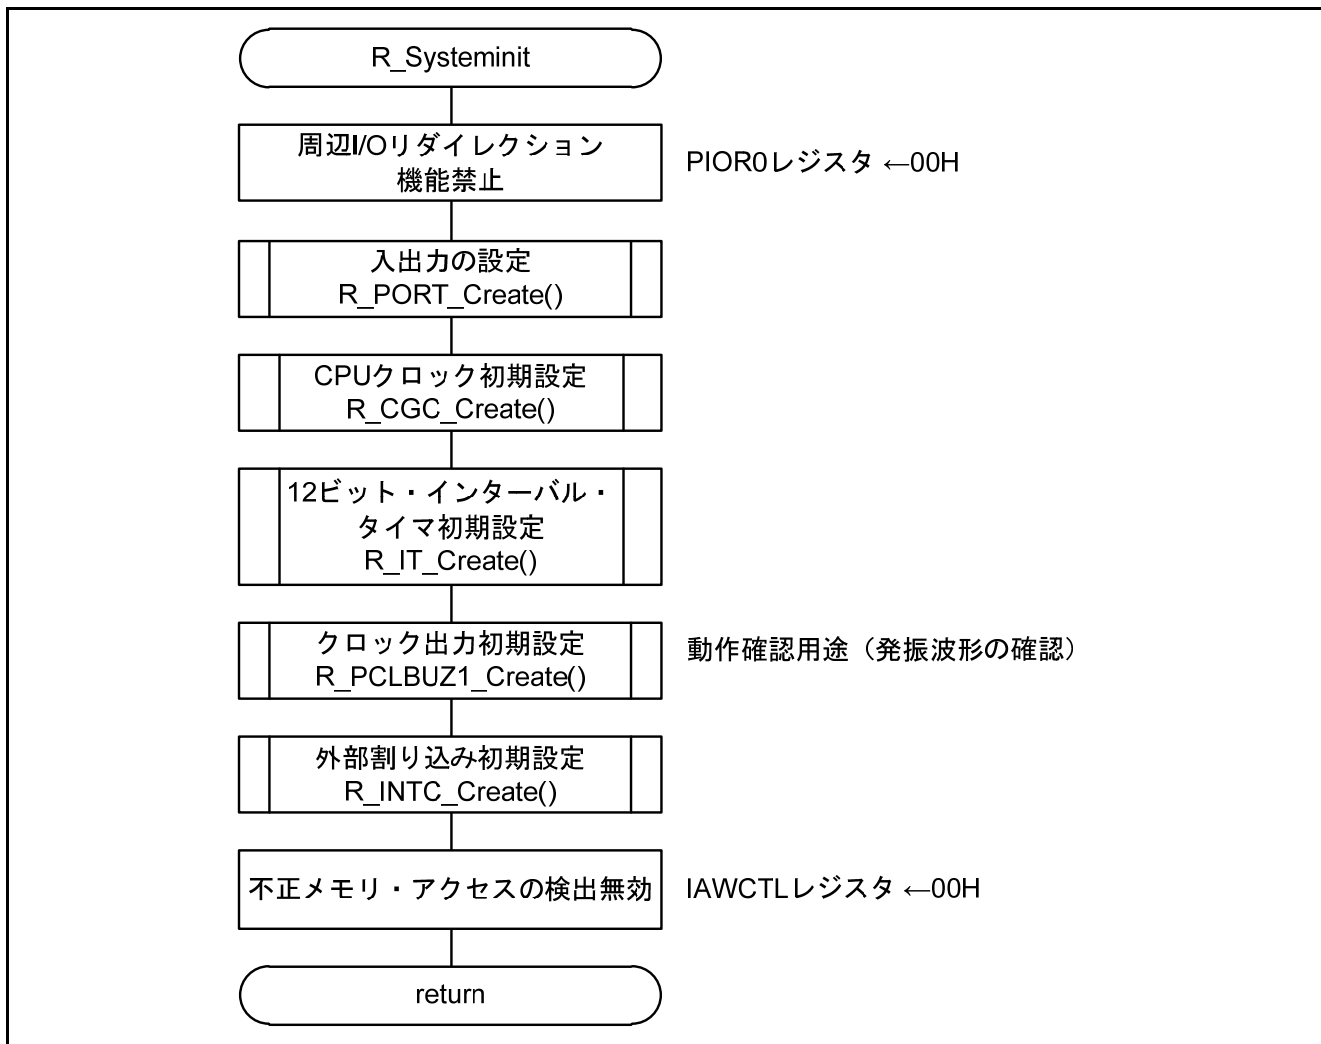 R_Systeminit
周辺I/Oリダイレクション
機能禁止
PIOR0レジスタ ←00H
入出力の設定
R_PORT_Create()
CPUクロック初期設定
R_CGC_Create()
12ビット・インターバル・
タイマ初期設定
R_IT_Create()
クロック出力初期設定
R_PCLBUZ1_Create()
動作確認用途（発振波形の確認）
外部割り込み初期設定
R_INTC_Create()
不正メモリ・アクセスの検出無効
IAWCTLレジスタ ←00H
return